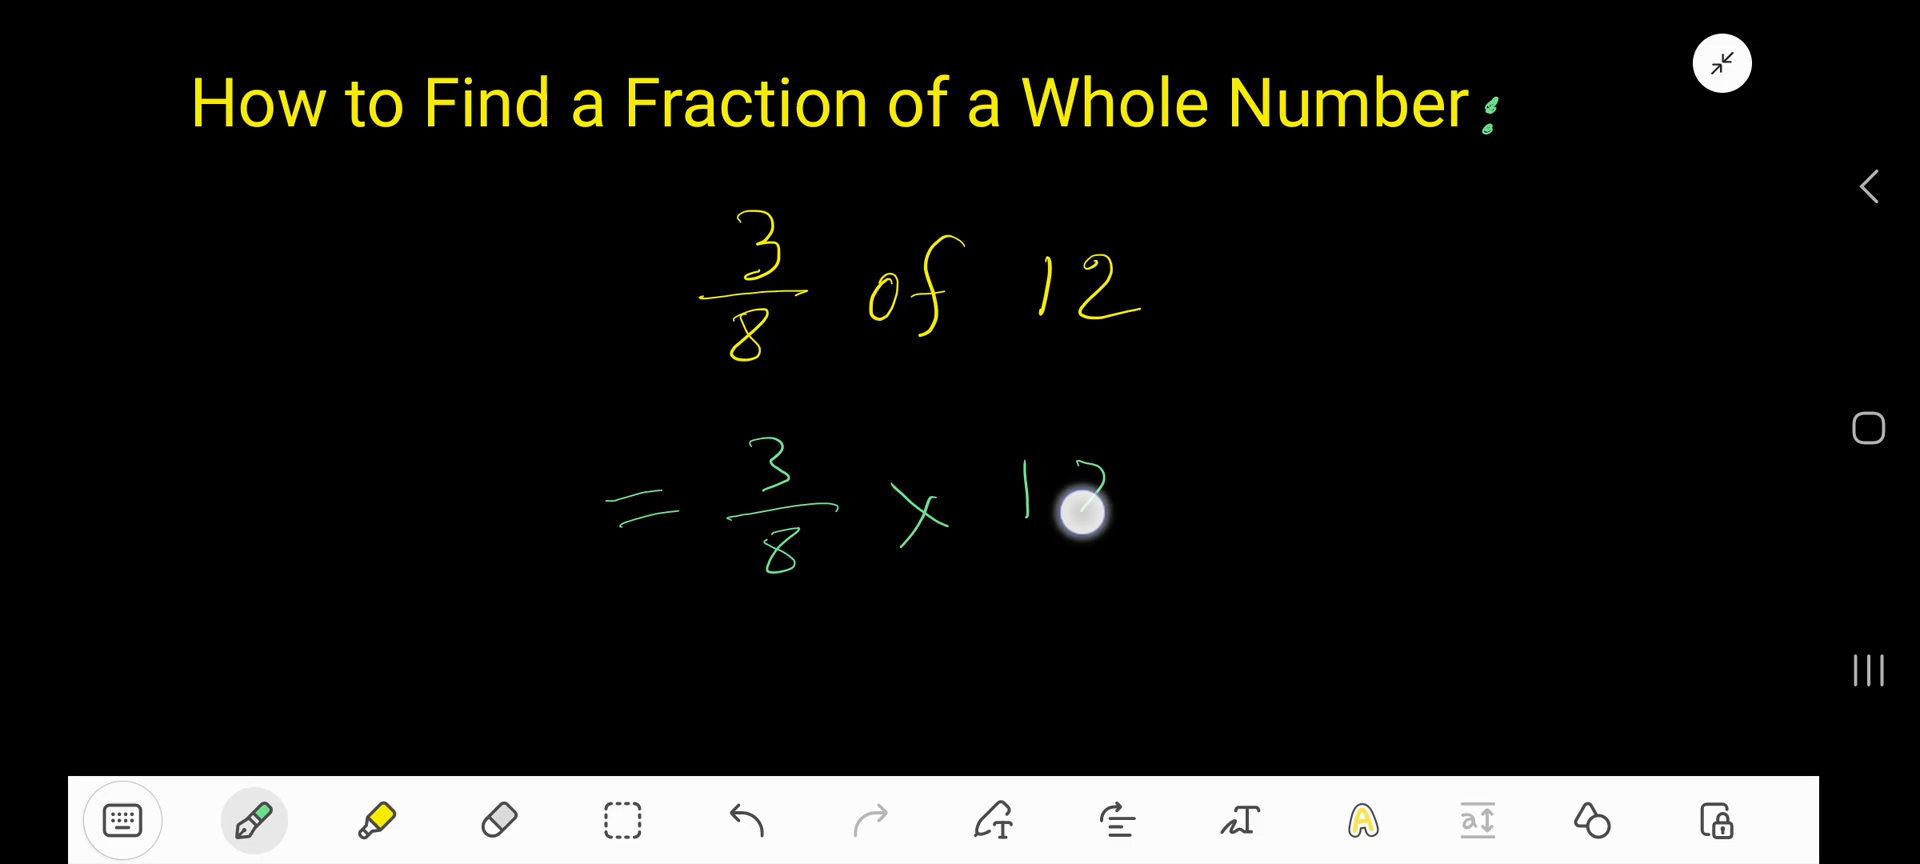 How to Find a Fraction of a Whole Number:
3/8 of 12
= 3/8 × 12